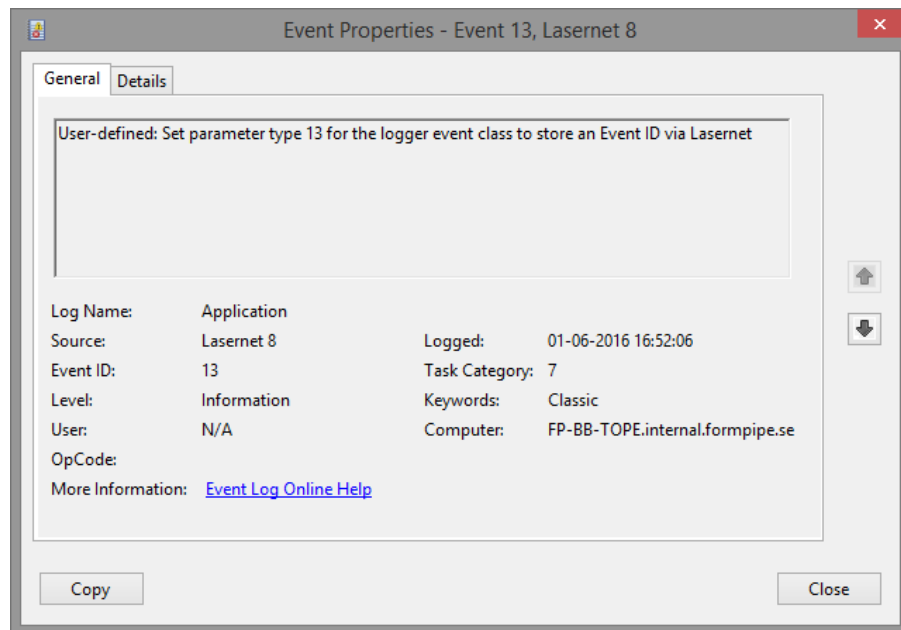 Event Properties - Event 13, Lasernet 8
General Details
User-defined: Set parameter type 13 for the logger event class to store an Event ID via Lasernet
Log Name: Application
Source: Lasernet 8 Logged: 01-06-2016 16:52:06
Event ID: 13 Task Category: 7
Level: Information Keywords: Classic
User: N/A Computer: FP-BB-TOPE.internal.formpipe.se
OpCode:
More Information: Event Log Online Help
Copy Close